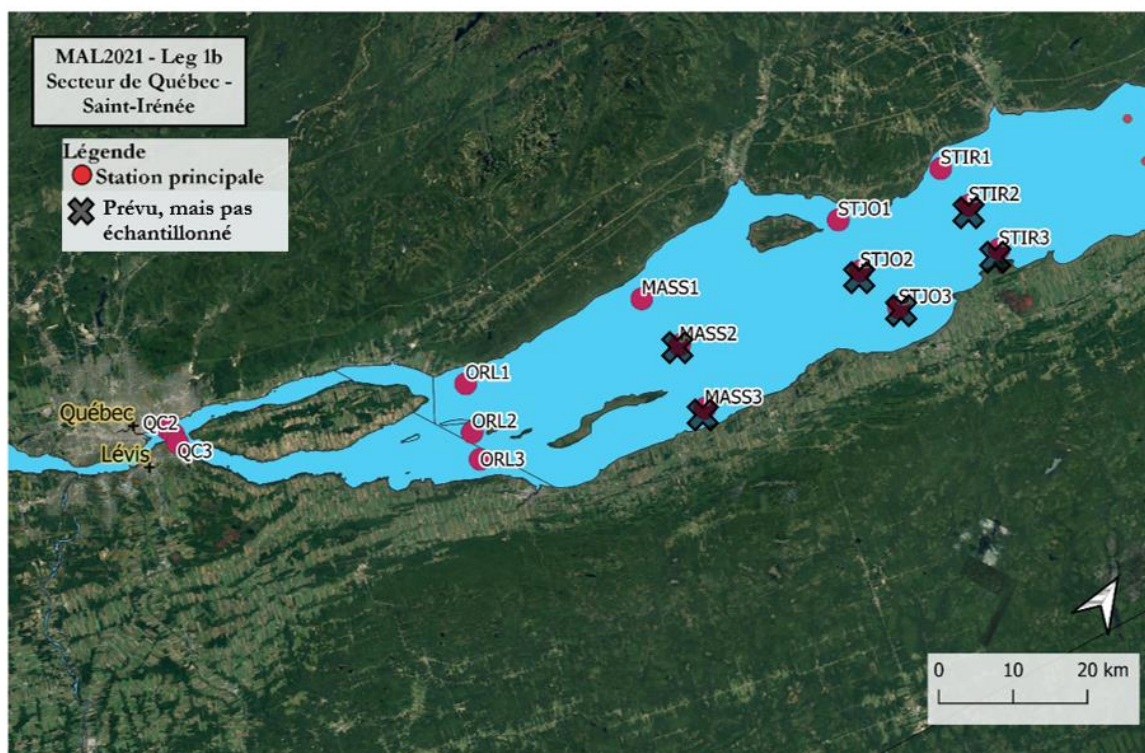 MAL2021 - Leg 1b
Secteur de Québec -
Saint-Irénée
Légende
Station principale
Prévu, mais pas
échantillonné
STIR1
STIR2
STJO1
STIR3
STJO2
MASS1
STJO3
MASS2
ORL1
MASS3
Québec
QC2
ORL2
QC3
Lévis
ORL3
0 10 20 km